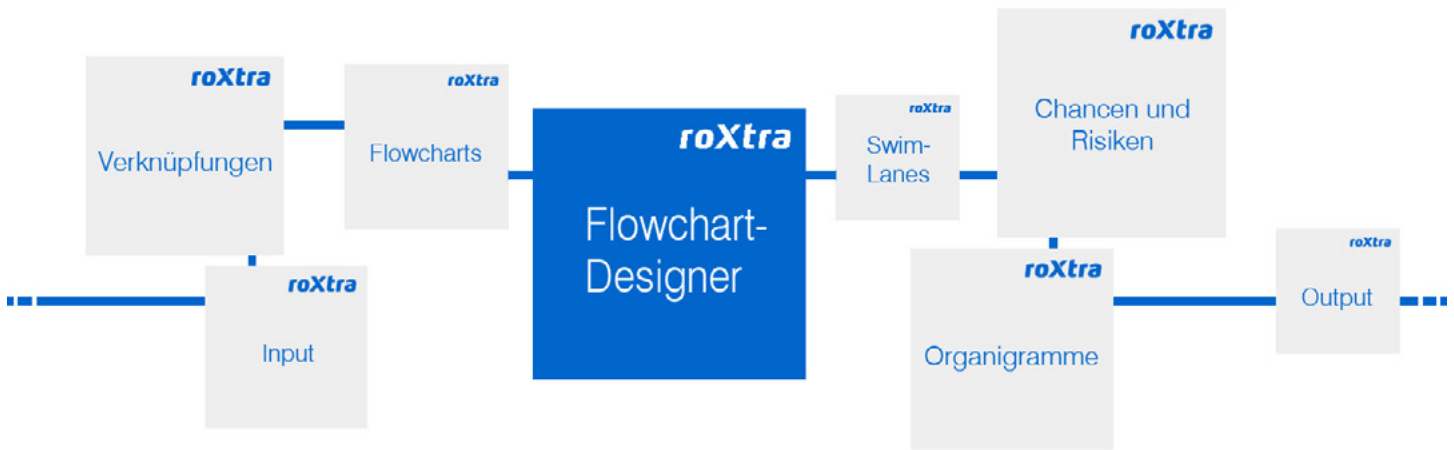 roXtra
Verknüpfungen
roXtra
Input
roXtra
Flowcharts
roXtra
Flowchart-
Designer
roXtra
Swim-
Lanes
roXtra
Chancen und
Risiken
roXtra
Organigramme
roXtra
Output